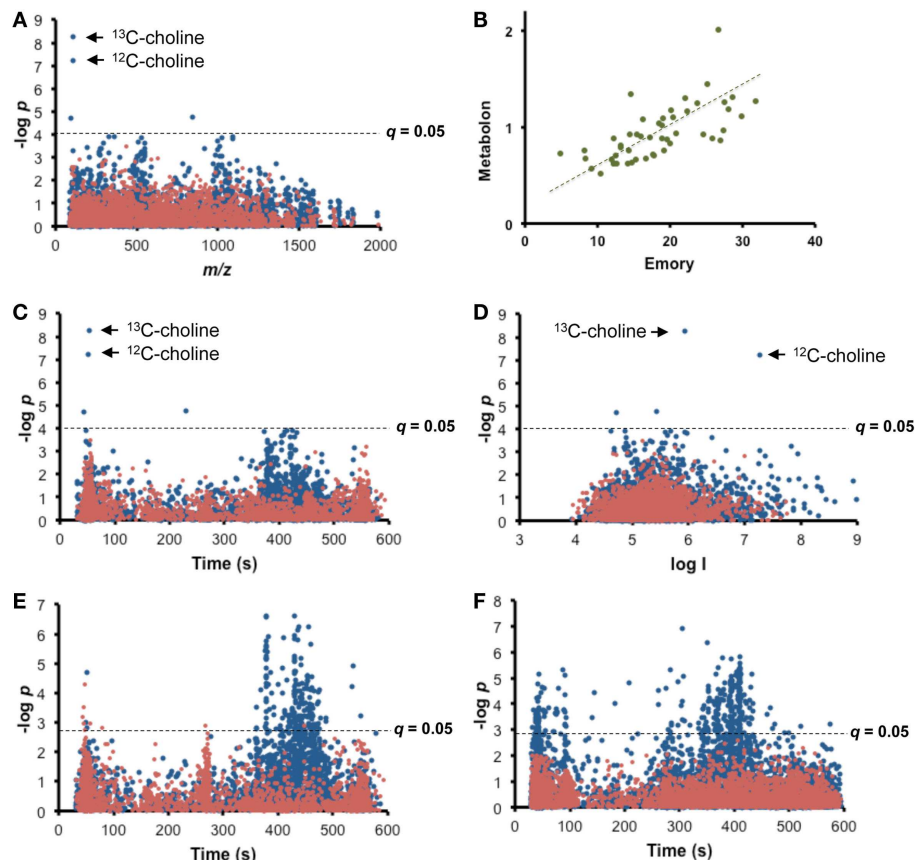 A
-log p
9
8
7
6
5
4
3
2
1
0
¹³C-choline
¹²C-choline
q = 0.05
0 500 1000 1500 2000
m/z
B
Metabolon
2
1
0
0 10 20 30 40
Emory
C
-log p
9
8
7
6
5
4
3
2
1
0
¹³C-choline
¹²C-choline
q = 0.05
0 100 200 300 400 500 600
Time (s)
D
-log p
9
8
7
6
5
4
3
2
1
0
¹³C-choline
¹²C-choline
q = 0.05
3 4 5 6 7 8 9
log I
E
-log p
7
6
5
4
3
2
1
0
q = 0.05
0 100 200 300 400 500 600
Time (s)
F
-log p
8
7
6
5
4
3
2
1
0
q = 0.05
0 100 200 300 400 500 600
Time (s)